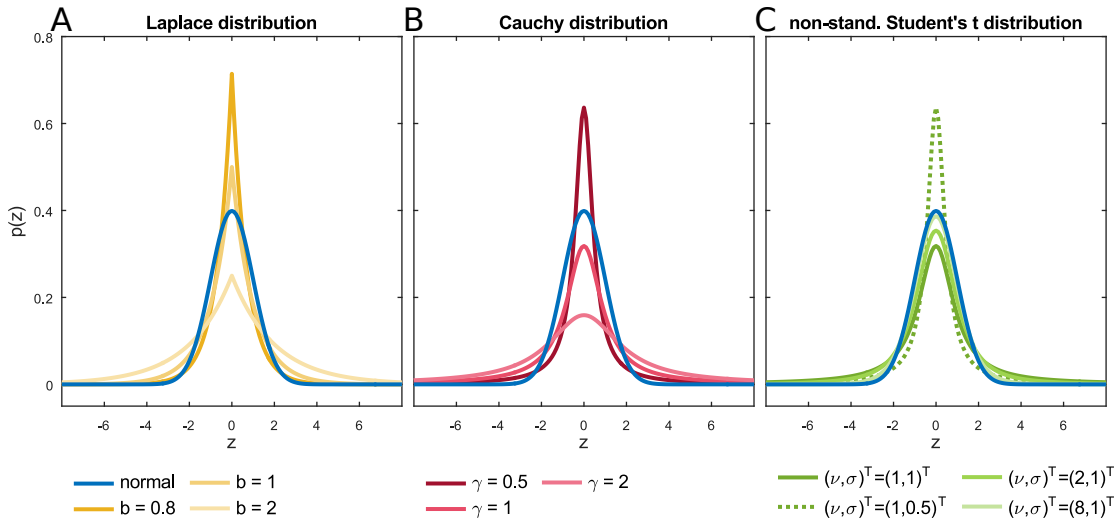 A Laplace distribution
B Cauchy distribution
C non-stand. Student's t distribution
0.8
0.6
0.4
0.2
0
p(z)
-6 -4 -2 0 2 4 6
-6 -4 -2 0 2 4 6
-6 -4 -2 0 2 4 6
z
z
z
normal b = 1
b = 0.8 b = 2
γ = 0.5 γ = 2
γ = 1
(ν,σ)ᵀ=(1,1)ᵀ (ν,σ)ᵀ=(2,1)ᵀ
(ν,σ)ᵀ=(1,0.5)ᵀ (ν,σ)ᵀ=(8,1)ᵀ